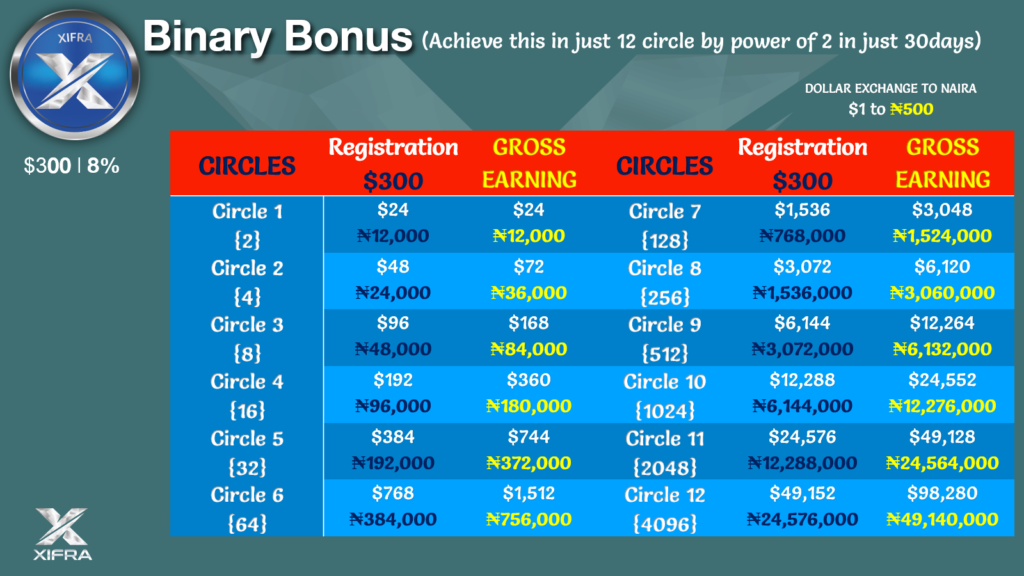 XIFRA
Binary Bonus (Achieve this in just 12 circle by power of 2 in just 30days)
DOLLAR EXCHANGE TO NAIRA
$1 to ₦500
$300 | 8%
CIRCLES Registration $300 GROSS EARNING CIRCLES Registration $300 GROSS EARNING
Circle 1 $24 $24 Circle 7 $1,536 $3,048
{2} ₦12,000 ₦12,000 {128} ₦768,000 ₦1,524,000
Circle 2 $48 $72 Circle 8 $3,072 $6,120
{4} ₦24,000 ₦36,000 {256} ₦1,536,000 ₦3,060,000
Circle 3 $96 $168 Circle 9 $6,144 $12,264
{8} ₦48,000 ₦84,000 {512} ₦3,072,000 ₦6,132,000
Circle 4 $192 $360 Circle 10 $12,288 $24,552
{16} ₦96,000 ₦180,000 {1024} ₦6,144,000 ₦12,276,000
Circle 5 $384 $744 Circle 11 $24,576 $49,128
{32} ₦192,000 ₦372,000 {2048} ₦12,288,000 ₦24,564,000
Circle 6 $768 $1,512 Circle 12 $49,152 $98,280
{64} ₦384,000 ₦756,000 {4096} ₦24,576,000 ₦49,140,000
XIFRA